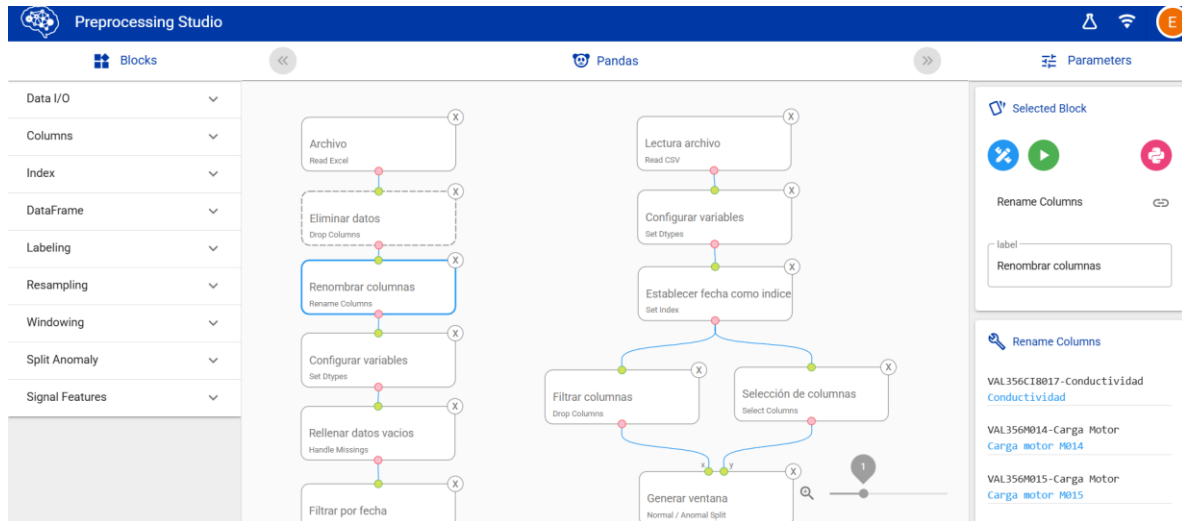 Preprocessing Studio
E
Blocks
«
Pandas
»
Parameters
Data I/O
Columns
Index
DataFrame
Labeling
Resampling
Windowing
Split Anomaly
Signal Features
X
Archivo
Read Excel
X
Eliminar datos
Drop Columns
X
Renombrar columnas
Rename Columns
X
Configurar variables
Set Dtypes
X
Rellenar datos vacios
Handle Missings
X
Filtrar por fecha
X
Lectura archivo
Read CSV
X
Configurar variables
Set Dtypes
X
Establecer fecha como indice
Set Index
X
Filtrar columnas
Drop Columns
X
Selección de columnas
Select Columns
x y
X
Generar ventana
Normal / Anomal Split
1
Selected Block
Rename Columns
label
Renombrar columnas
Rename Columns
VAL356CI8017-Conductividad
Conductividad
VAL356M014-Carga Motor
Carga motor M014
VAL356M015-Carga Motor
Carga motor M015